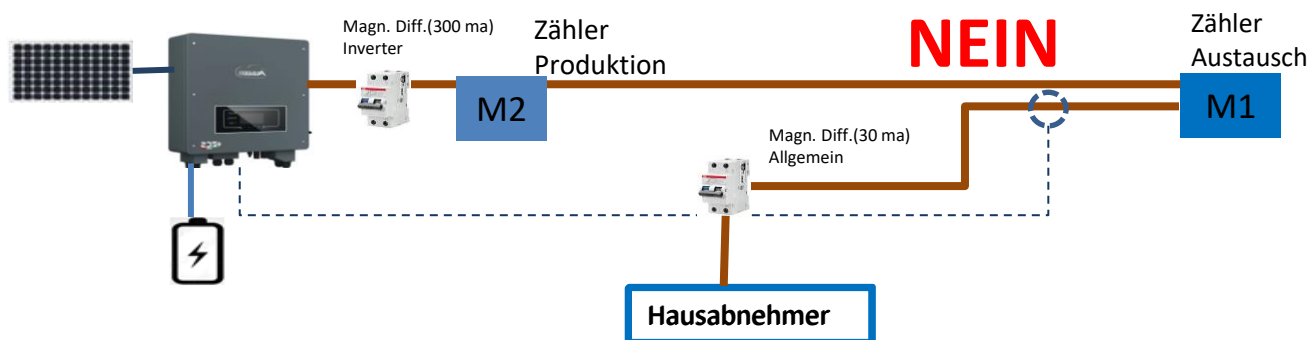 Magn. Diff.(300 ma)
Inverter
Zähler
Produktion
NEIN
Zähler
Austausch
M2
M1
Magn. Diff.(30 ma)
Allgemein
Hausabnehmer